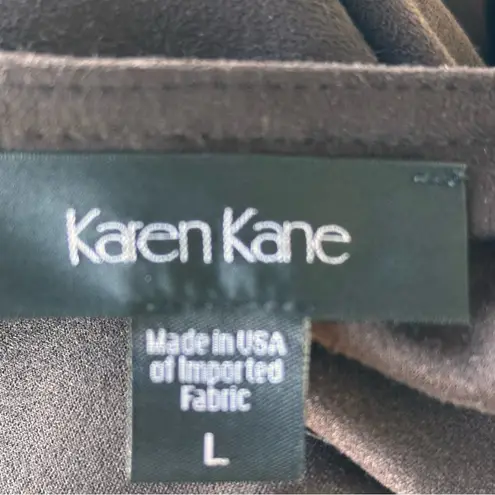 Karen Kane
Made in USA
of Imported
Fabric
L